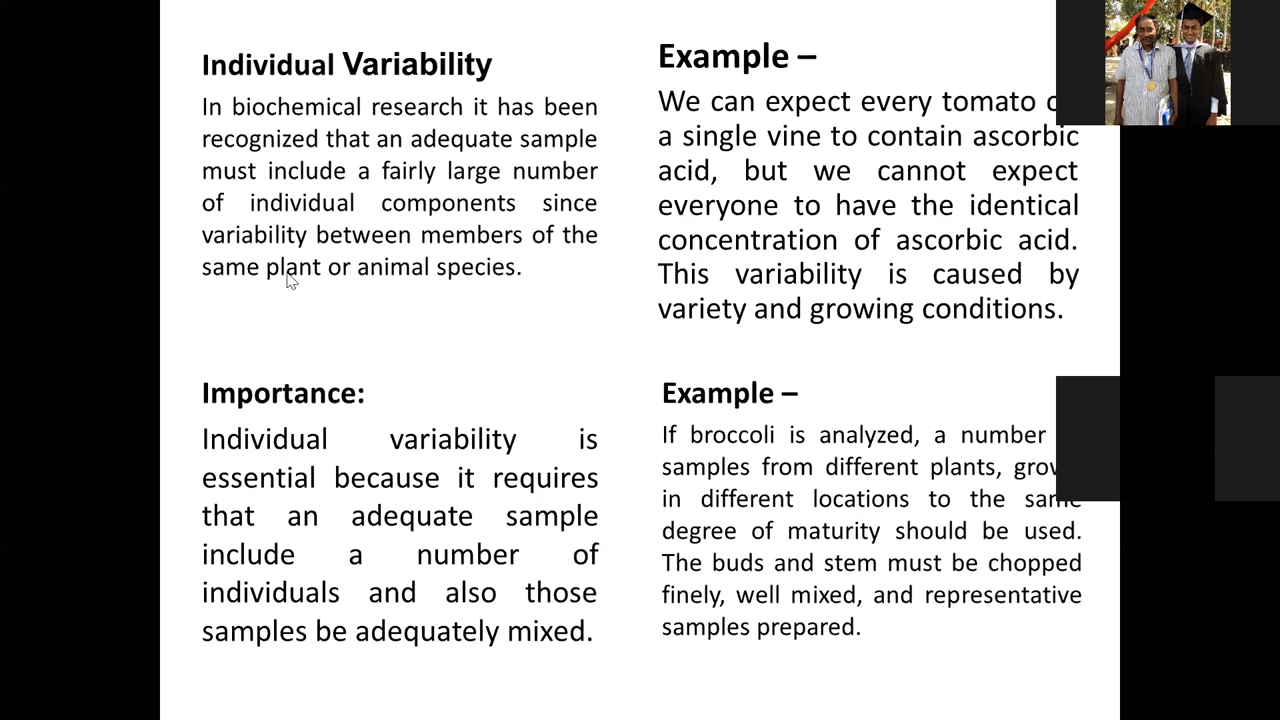 Individual Variability
In biochemical research it has been
recognized that an adequate sample
must include a fairly large number
of individual components since
variability between members of the
same plant or animal species.
Importance:
Individual variability is
essential because it requires
that an adequate sample
include a number of
individuals and also those
samples be adequately mixed.
Example –
We can expect every tomato
a single vine to contain ascorbic
acid, but we cannot expect
everyone to have the identical
concentration of ascorbic acid.
This variability is caused by
variety and growing conditions.
Example –
If broccoli is analyzed, a number
samples from different plants,
in different locations to the same
degree of maturity should be used.
The buds and stem must be chopped
finely, well mixed, and representative
samples prepared.